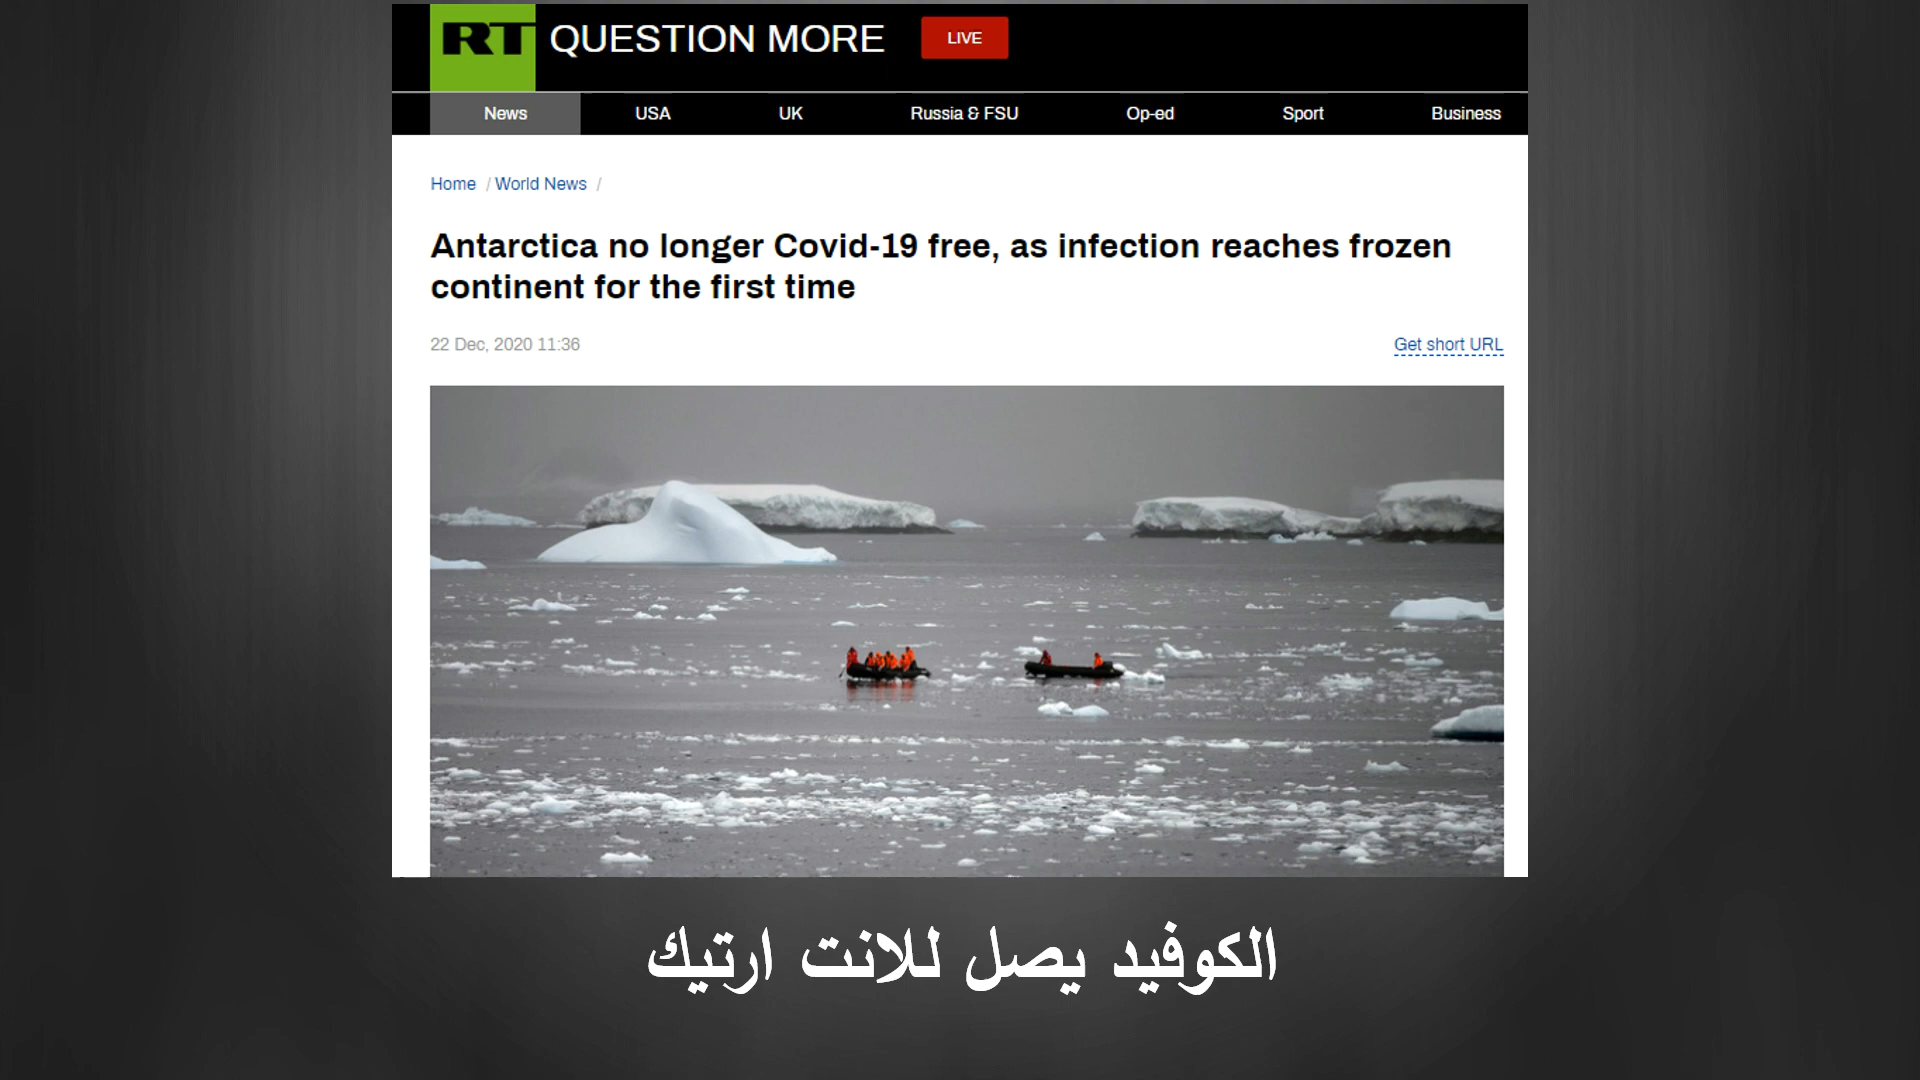 RT QUESTION MORE LIVE
News USA UK Russia & FSU Op-ed Sport Business
Home / World News /
Antarctica no longer Covid-19 free, as infection reaches frozen
continent for the first time
22 Dec, 2020 11:36 Get short URL
الكوفيد يصل للانت ارتيك